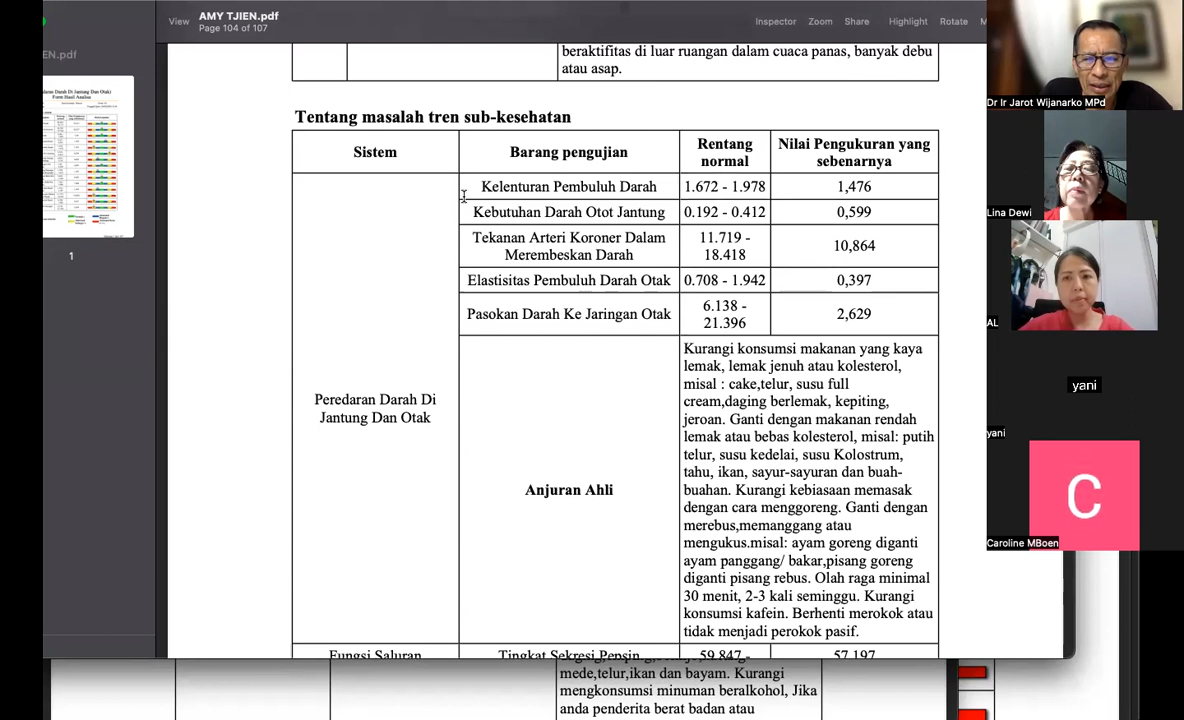 AMY TJIEN.pdf
Page 104 of 107
View
Inspector Zoom Share Highlight Rotate M
EN.pdf
1
beraktifitas di luar ruangan dalam cuaca panas, banyak debu
atau asap.
Tentang masalah tren sub-kesehatan
Sistem
Barang pengujian
Rentang
normal
Nilai Pengukuran yang
sebenarnya
Kelenturan Pembuluh Darah 1.672 - 1.978 1,476
Kebutuhan Darah Otot Jantung 0.192 - 0.412 0,599
Tekanan Arteri Koroner Dalam
Merembeskan Darah
11.719 -
18.418
10,864
Elastisitas Pembuluh Darah Otak 0.708 - 1.942 0,397
Pasokan Darah Ke Jaringan Otak
6.138 -
21.396
2,629
Peredaran Darah Di
Jantung Dan Otak
Anjuran Ahli
Kurangi konsumsi makanan yang kaya
lemak, lemak jenuh atau kolesterol,
misal : cake,telur, susu full
cream,daging berlemak, kepiting,
jeroan. Ganti dengan makanan rendah
lemak atau bebas kolesterol, misal: putih
telur, susu kedelai, susu Kolostrum,
tahu, ikan, sayur-sayuran dan buah-
buahan. Kurangi kebiasaan memasak
dengan cara menggoreng. Ganti dengan
merebus,memanggang atau
mengukus.misal: ayam goreng diganti
ayam panggang/ bakar,pisang goreng
diganti pisang rebus. Olah raga minimal
30 menit, 2-3 kali seminggu. Kurangi
konsumsi kafein. Berhenti merokok atau
tidak menjadi perokok pasif.
Fungsi Saluran Tingkat Sekresi Pepsin 59.847 - 57,197
mede,telur,ikan dan bayam. Kurangi
mengkonsumsi minuman beralkohol, Jika
anda penderita berat badan atau
Dr Ir Jarot Wijanarko MPd
Lina Dewi
AL
yani
yani
C
Caroline MBoen